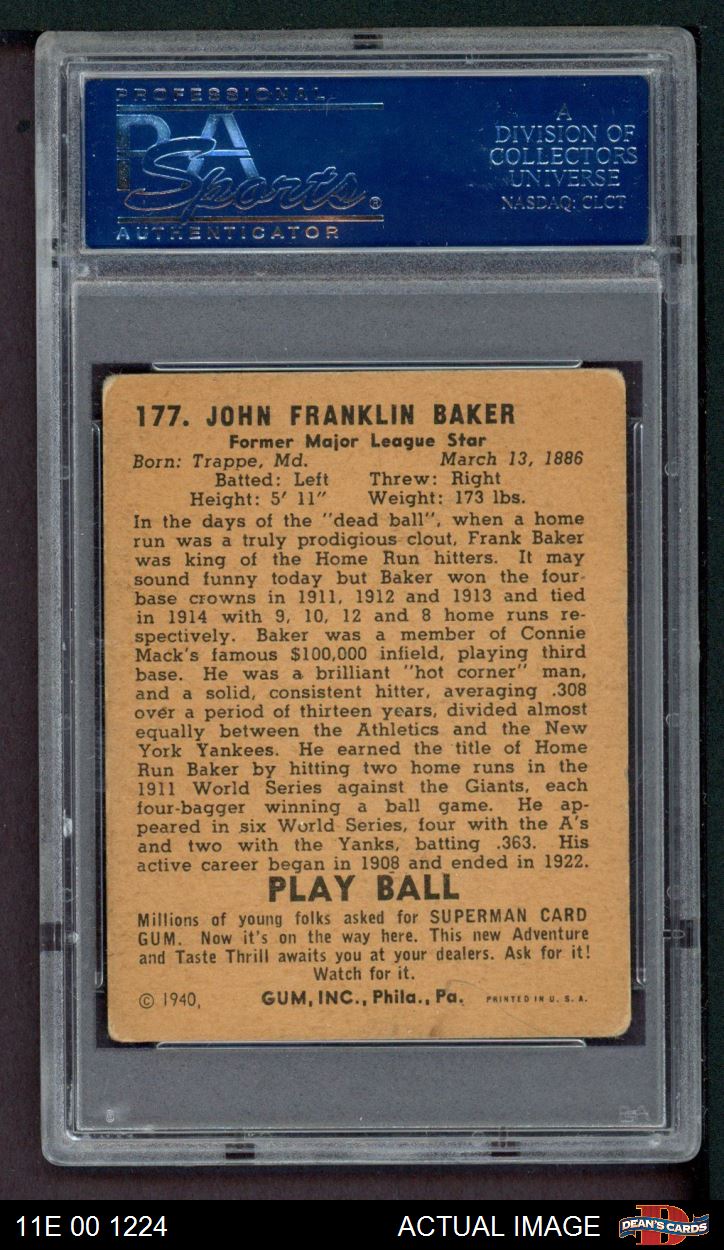 PROFESSIONAL
PSA
Sports®
AUTHENTICATOR
A
DIVISION OF
COLLECTORS
UNIVERSE
NASDAQ: CLCT
177. JOHN FRANKLIN BAKER
Former Major League Star
Born: Trappe, Md. March 13, 1886
Batted: Left Threw: Right
Height: 5' 11" Weight: 173 lbs.
In the days of the "dead ball", when a home
run was a truly prodigious clout, Frank Baker
was king of the Home Run hitters. It may
sound funny today but Baker won the four-
base crowns in 1911, 1912 and 1913 and tied
in 1914 with 9, 10, 12 and 8 home runs re-
spectively. Baker was a member of Connie
Mack's famous $100,000 infield, playing third
base. He was a brilliant "hot corner" man,
and a solid, consistent hitter, averaging .308
over a period of thirteen years, divided almost
equally between the Athletics and the New
York Yankees. He earned the title of Home
Run Baker by hitting two home runs in the
1911 World Series against the Giants, each
four-bagger winning a ball game. He ap-
peared in six World Series, four with the A's
and two with the Yanks, batting .363. His
active career began in 1908 and ended in 1922.
PLAY BALL
Millions of young folks asked for SUPERMAN CARD
GUM. Now it's on the way here. This new Adventure
and Taste Thrill awaits you at your dealers. Ask for it!
Watch for it.
© 1940, GUM, INC., Phila., Pa. PRINTED IN U. S. A.
8 PSA
11E 00 1224 ACTUAL IMAGE DEAN'S CARDS